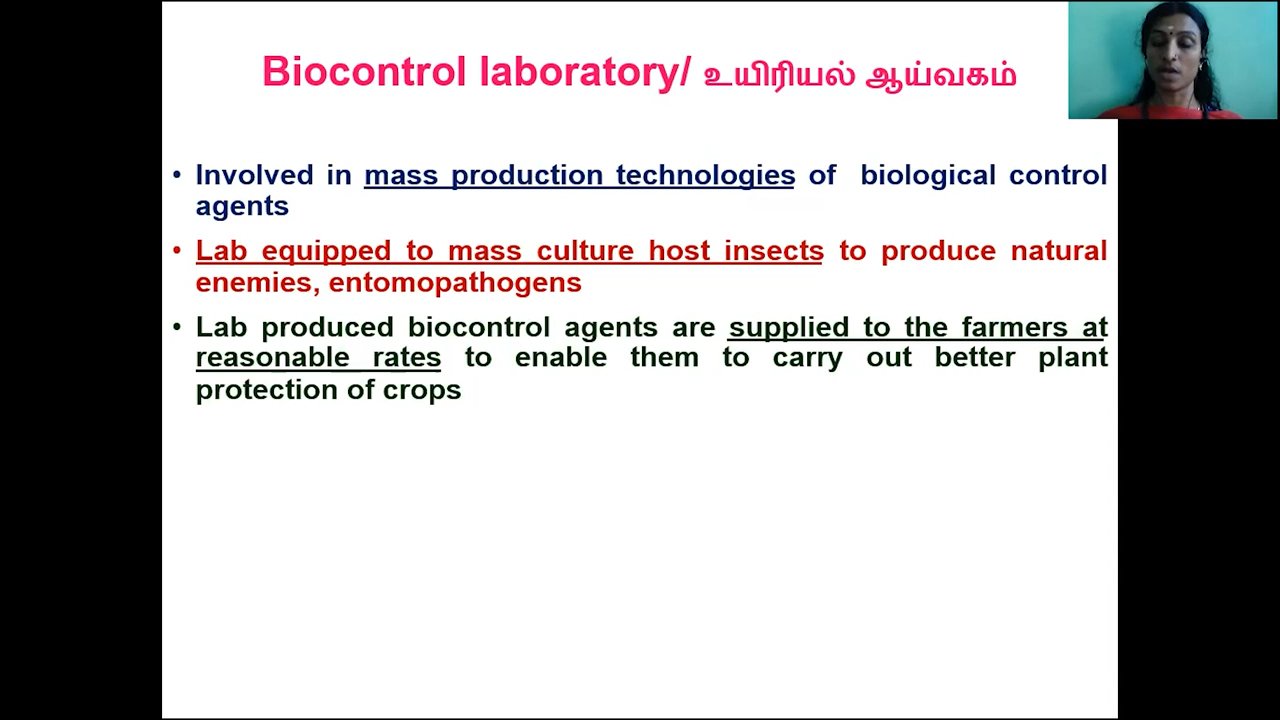 Biocontrol laboratory/ உயிரியல் ஆய்வகம்
• Involved in mass production technologies of biological control
agents
• Lab equipped to mass culture host insects to produce natural
enemies, entomopathogens
• Lab produced biocontrol agents are supplied to the farmers at
reasonable rates to enable them to carry out better plant
protection of crops